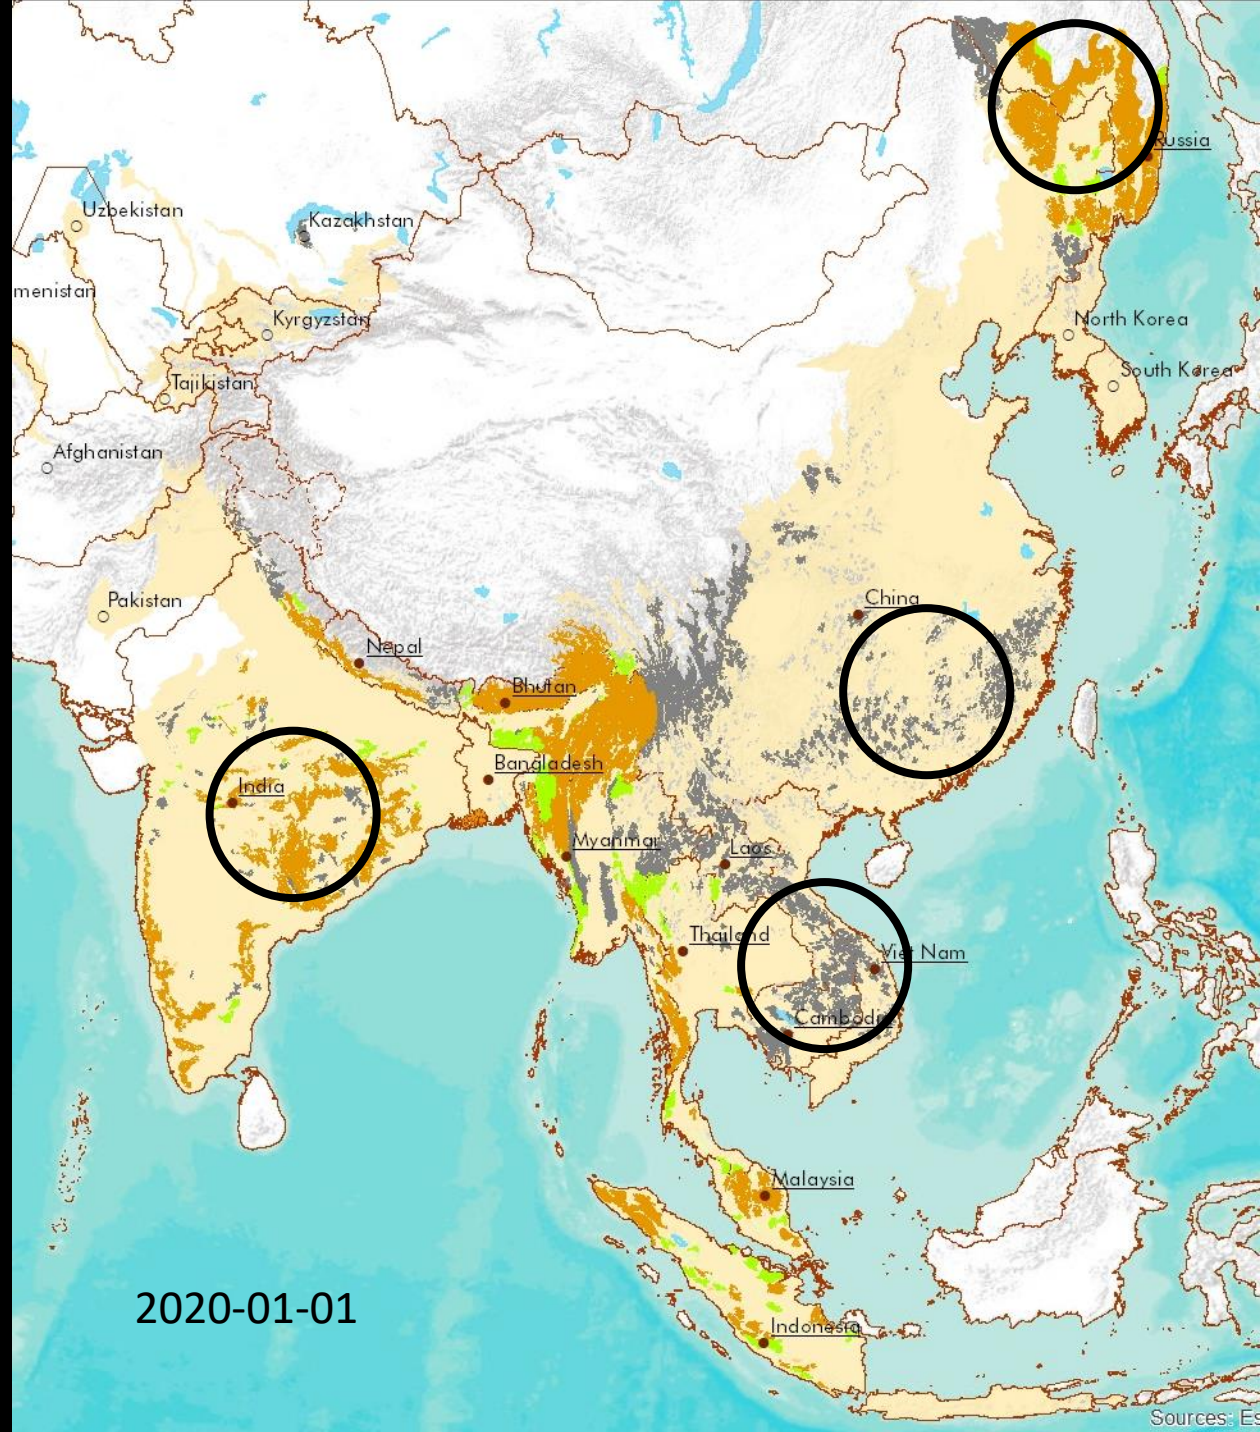 Russia
Uzbekistan
Kazakhstan
menistan
Kyrgyzstan
North Korea
South Korea
Tajikistan
Afghanistan
China
Pakistan
Nepal
Bhutan
Bangladesh
India
Myanmar
Laos
Thailand
Viet Nam
Cambodi
Malaysia
2020-01-01
Indonesia
Sources: Es